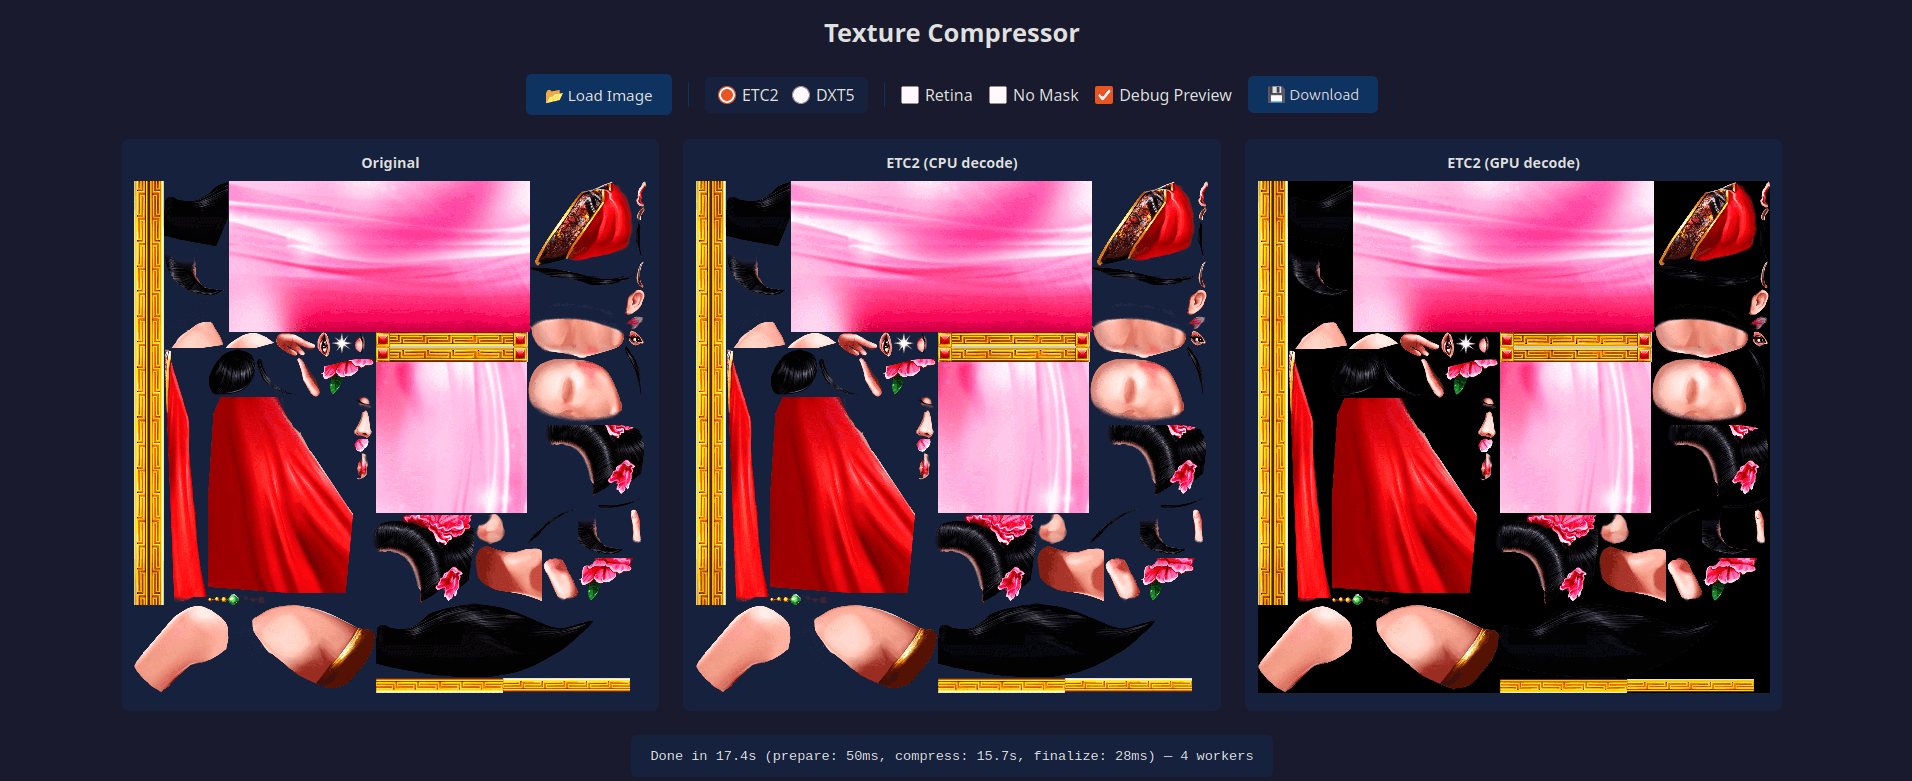 Texture Compressor
📂 Load Image ETC2 DXT5 Retina No Mask Debug Preview 💾 Download
Original ETC2 (CPU decode) ETC2 (GPU decode)
Done in 17.4s (prepare: 50ms, compress: 15.7s, finalize: 28ms) — 4 workers